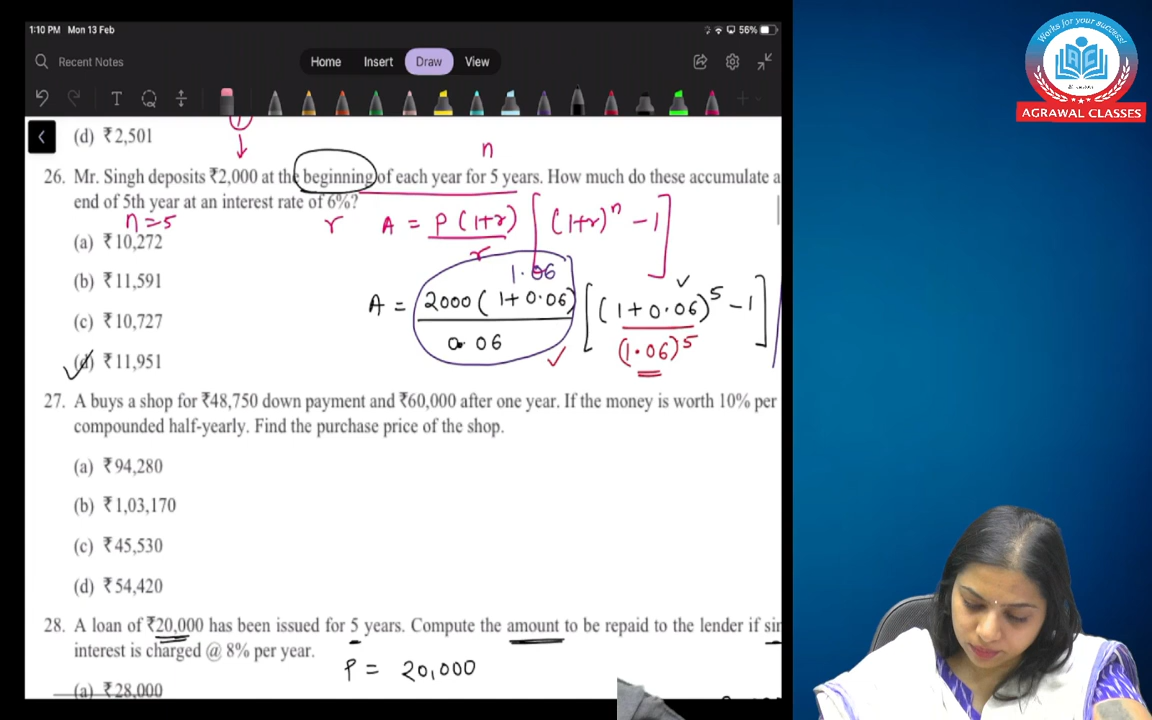 1:10 PM Mon 13 Feb
56%
Recent Notes
Home Insert Draw View
(d) ₹2,501
n
26. Mr. Singh deposits ₹2,000 at the beginning of each year for 5 years. How much do these accumulate a
end of 5th year at an interest rate of 6%?
n = 5
r
A = P(1+r)/r [(1+r)^n - 1]
(a) ₹10,272
1.06
(b) ₹11,591
A = 2000(1+0.06)/0.06 [(1+0.06)^5 - 1]
(c) ₹10,727
(1.06)^5
(d) ₹11,951
27. A buys a shop for ₹48,750 down payment and ₹60,000 after one year. If the money is worth 10% per
compounded half-yearly. Find the purchase price of the shop.
(a) ₹94,280
(b) ₹1,03,170
(c) ₹45,530
(d) ₹54,420
28. A loan of ₹20,000 has been issued for 5 years. Compute the amount to be repaid to the lender if sir
interest is charged @ 8% per year.
P = 20,000
(a) ₹28,000
Works for your success!
AC
AGRAWAL CLASSES